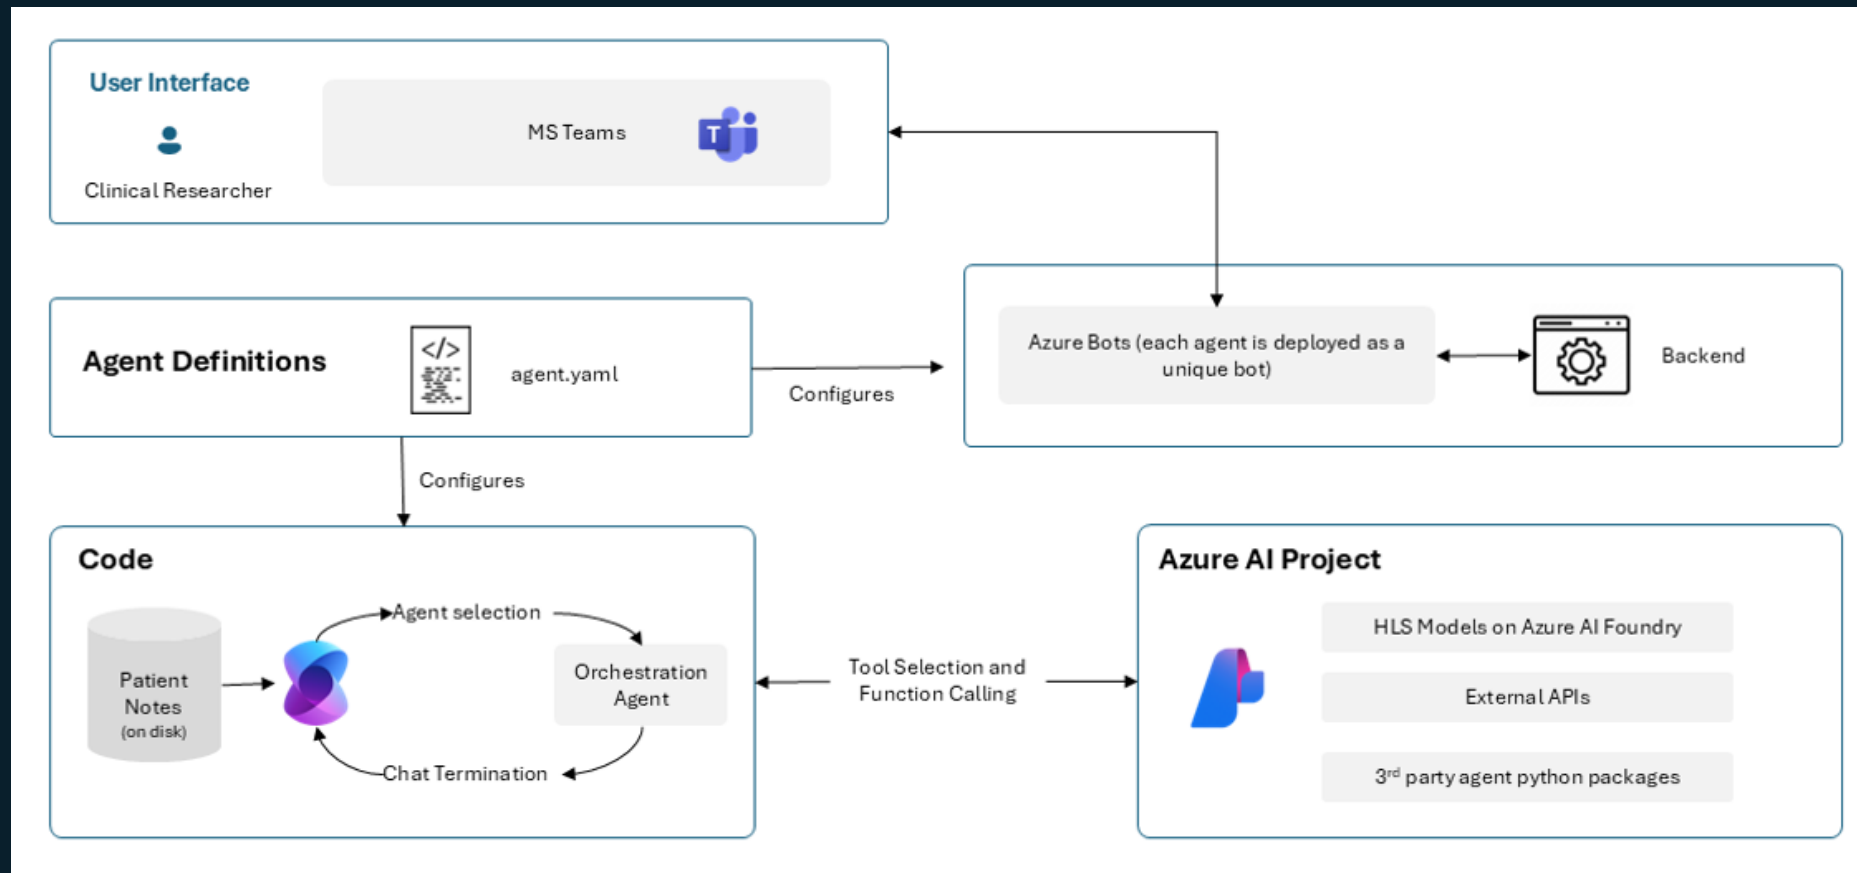 User Interface
MS Teams
T
Clinical Researcher
Agent Definitions
</>
agent.yaml
Configures
Azure Bots (each agent is deployed as a
unique bot)
Backend
Configures
Code
Patient
Notes
(on disk)
Agent selection
Orchestration
Agent
Chat Termination
Tool Selection and
Function Calling
Azure AI Project
HLS Models on Azure AI Foundry
External APIs
3rd party agent python packages